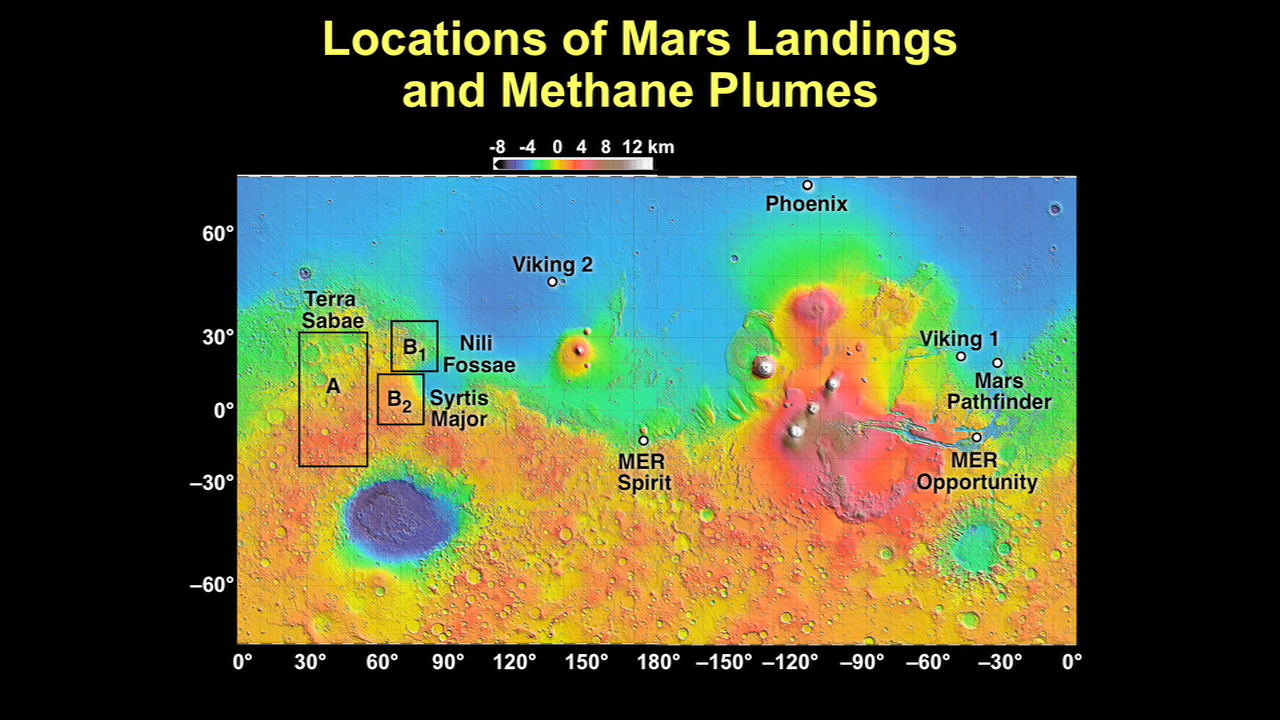 Locations of Mars Landings
and Methane Plumes
-8 -4 0 4 8 12 km
Phoenix
60°
Viking 2
Terra
Sabae
30°
B1
Nili
Fossae
Viking 1
Mars
Pathfinder
A
B2
Syrtis
Major
0°
MER
Spirit
MER
Opportunity
–30°
–60°
0° 30° 60° 90° 120° 150° 180° –150° –120° –90° –60° –30° 0°